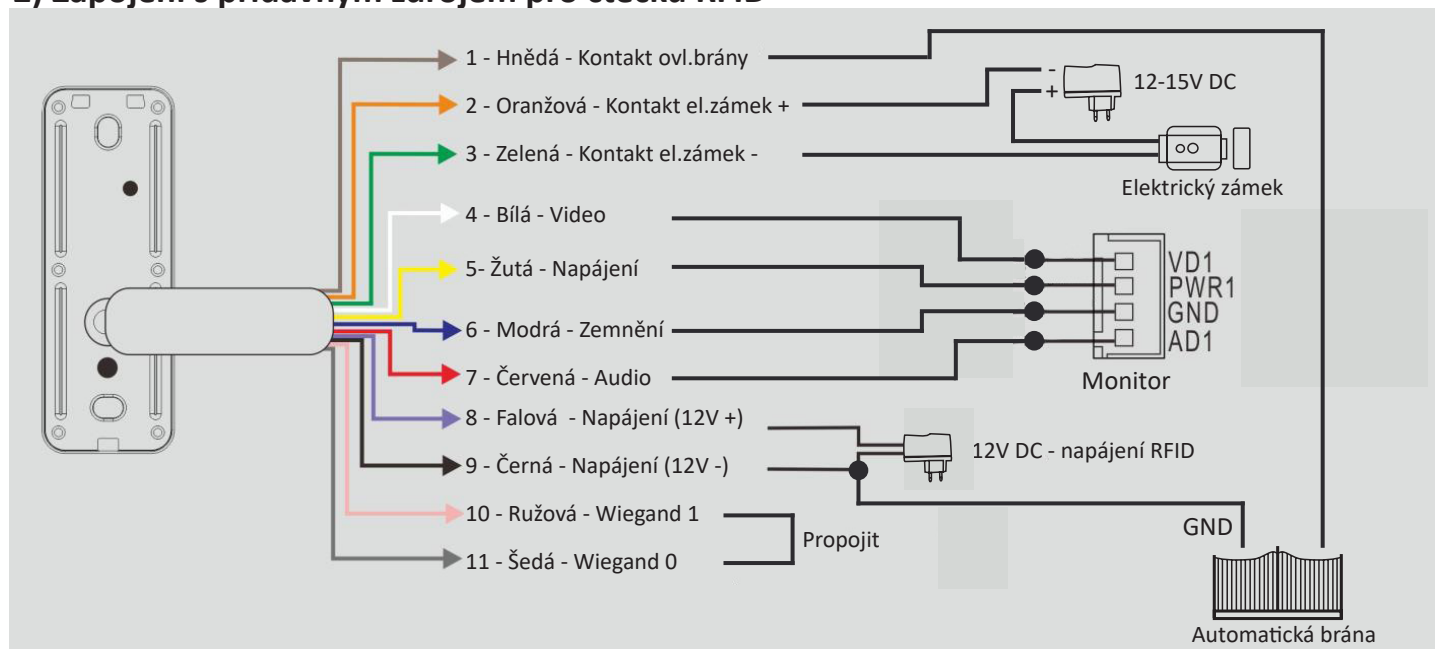 1 - Hnědá - Kontakt ovl.brány
2 - Oranžová - Kontakt el.zámek +
3 - Zelená - Kontakt el.zámek -
4 - Bílá - Video
5- Žutá - Napájení
6 - Modrá - Zemnění
7 - Červená - Audio
8 - Falová - Napájení (12V +)
9 - Černá - Napájení (12V -)
10 - Ružová - Wiegand 1
11 - Šedá - Wiegand 0
Propojit
-
+
12-15V DC
Elektrický zámek
VD1
PWR1
GND
AD1
Monitor
12V DC - napájení RFID
GND
Automatická brána